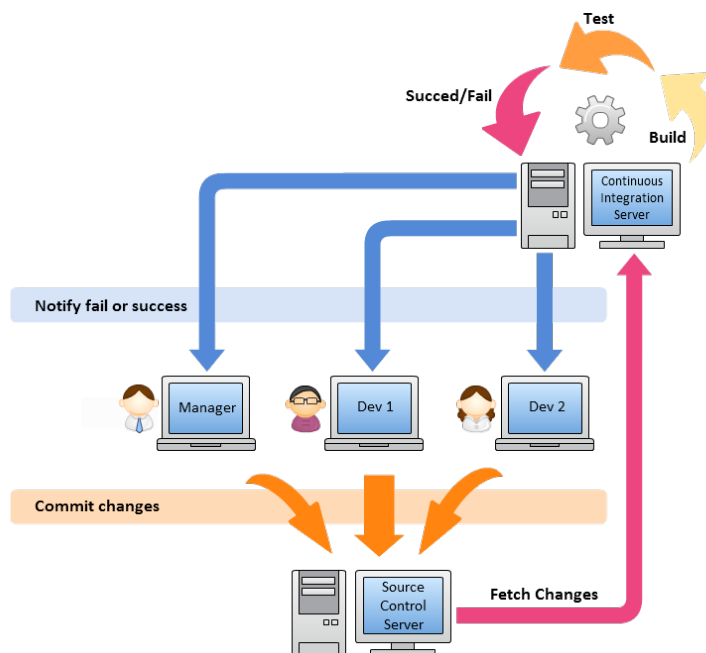 Test
Succed/Fail
Build
Continuous
Integration
Server
Notify fail or success
Manager
Dev 1
Dev 2
Commit changes
Source
Control
Server
Fetch Changes